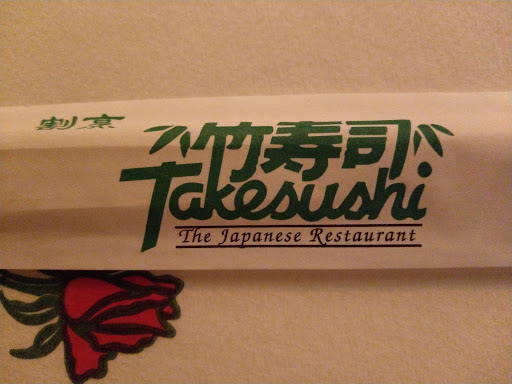 割烹
竹寿司
Takesushi
The Japanese Restaurant